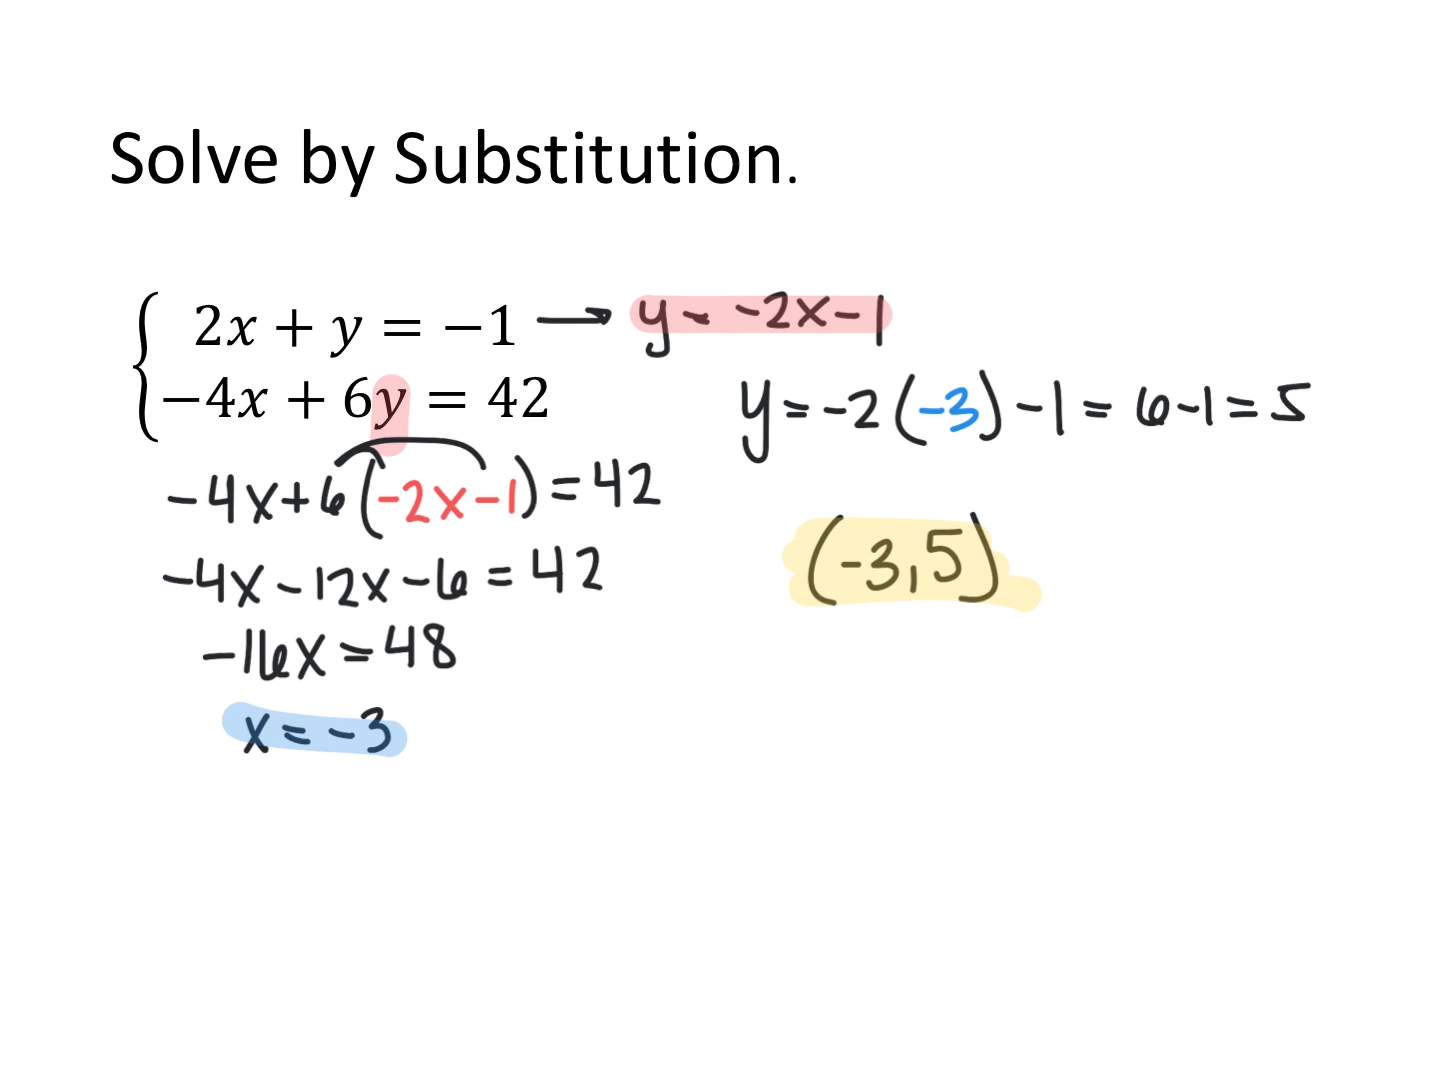 Solve by Substitution.
2x + y = −1 → y = -2x-1
−4x + 6y = 42
y = -2(-3)-1 = 6-1 = 5
-4x+6(-2x-1) = 42
-4x-12x-6 = 42
(-3,5)
-16x = 48
x = -3